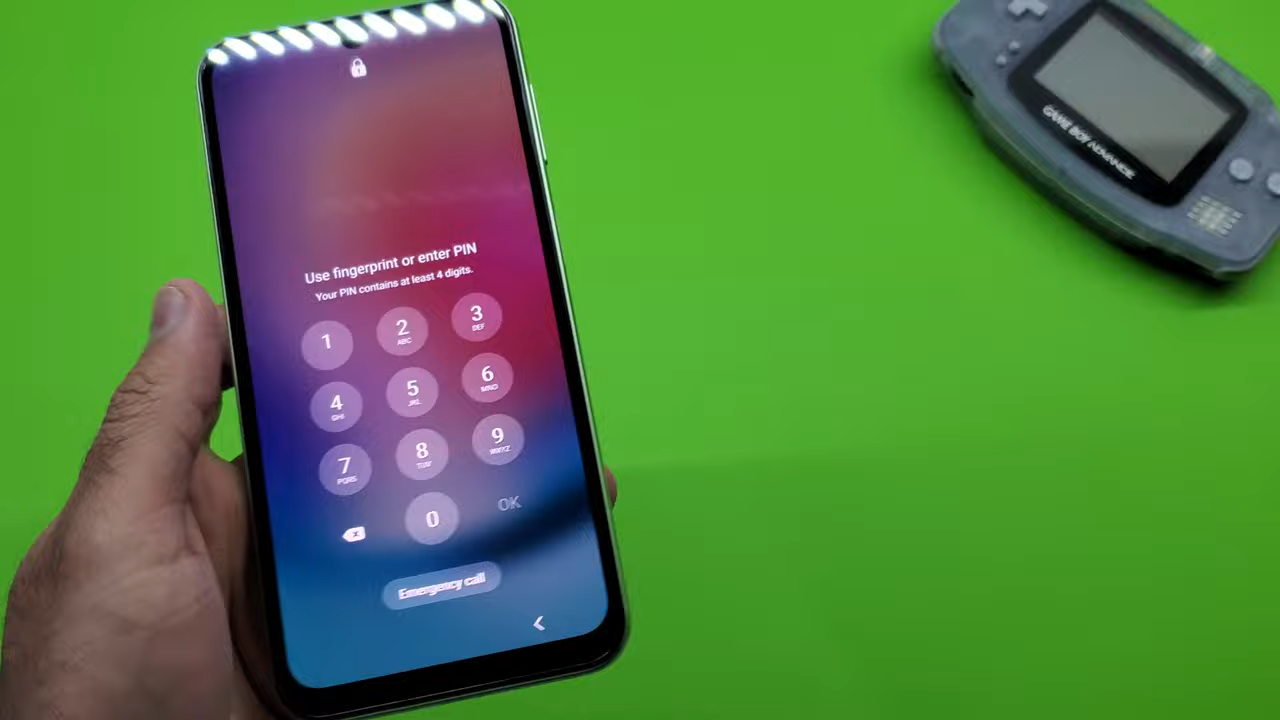 Use fingerprint or enter PIN
Your PIN contains at least 4 digits.
1
2
ABC
3
DEF
4
GHI
5
JKL
6
MNO
7
PQRS
8
TUV
9
WXYZ
0
OK
Emergency call
GAME BOY ADVANCE